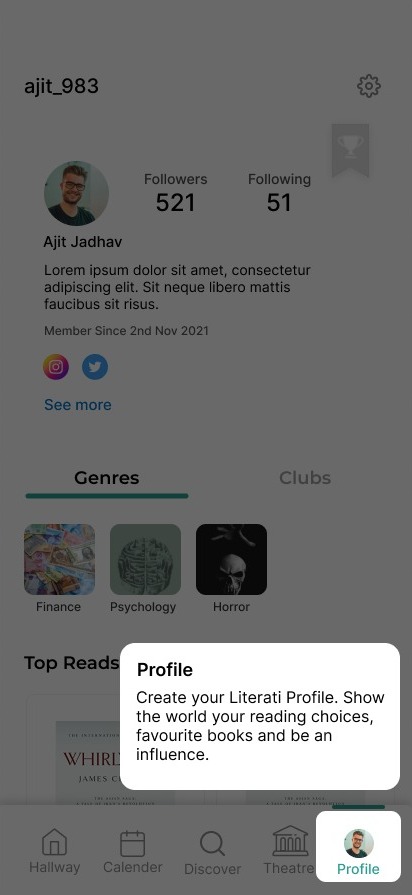 ajit_983
Followers
Following
521
51
Ajit Jadhav
Lorem ipsum dolor sit amet, consectetur
adipiscing elit. Sit neque libero mattis
faucibus sit risus.
Member Since 2nd Nov 2021
See more
Genres
Clubs
Finance
Psychology
Horror
Top Reads
Profile
Create your Literati Profile. Show
the world your reading choices,
favourite books and be an
influence.
JAMES
Hallway
Calender
Discover
Theatre
Profile